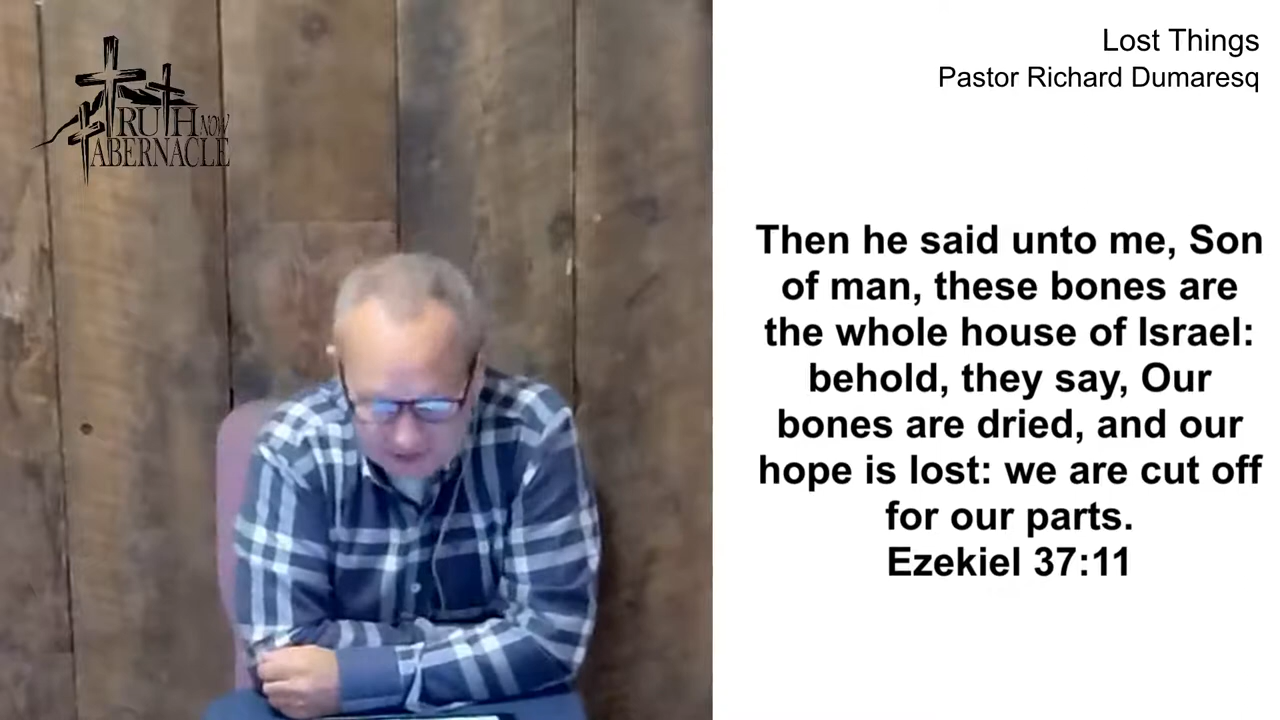 TRUTH NOW
TABERNACLE
Lost Things
Pastor Richard Dumaresq
Then he said unto me, Son
of man, these bones are
the whole house of Israel:
behold, they say, Our
bones are dried, and our
hope is lost: we are cut off
for our parts.
Ezekiel 37:11